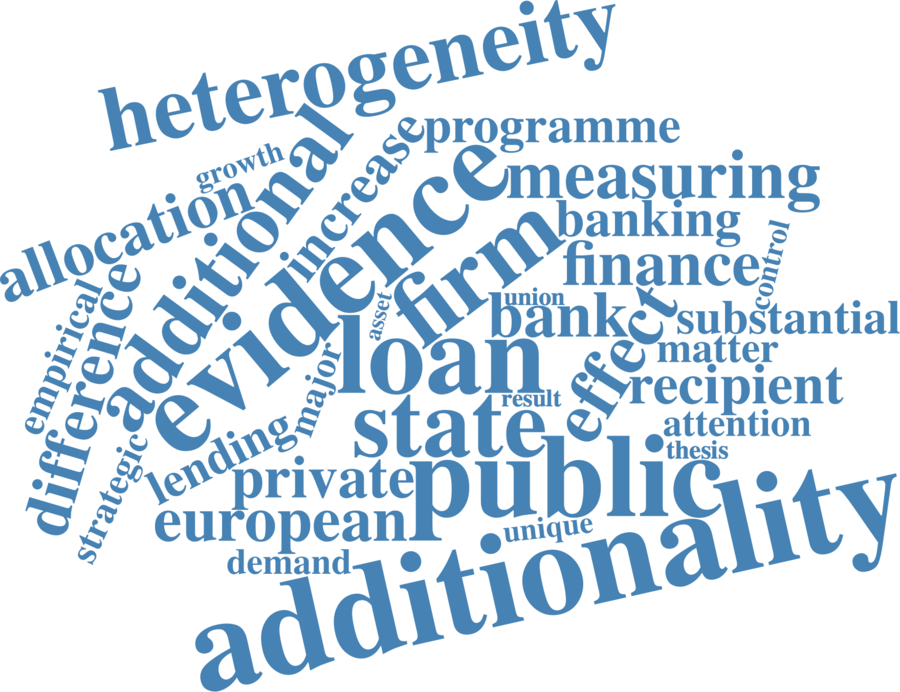 heterogeneity
programme
growth
additional
increase
measuring
allocation
evidence
banking
firm
finance
control
difference
empirical
asset
union
bank
effect
substantial
loan
matter
major
recipient
result
state
attention
lending
strategic
thesis
private
public
european
unique
demand
additionality